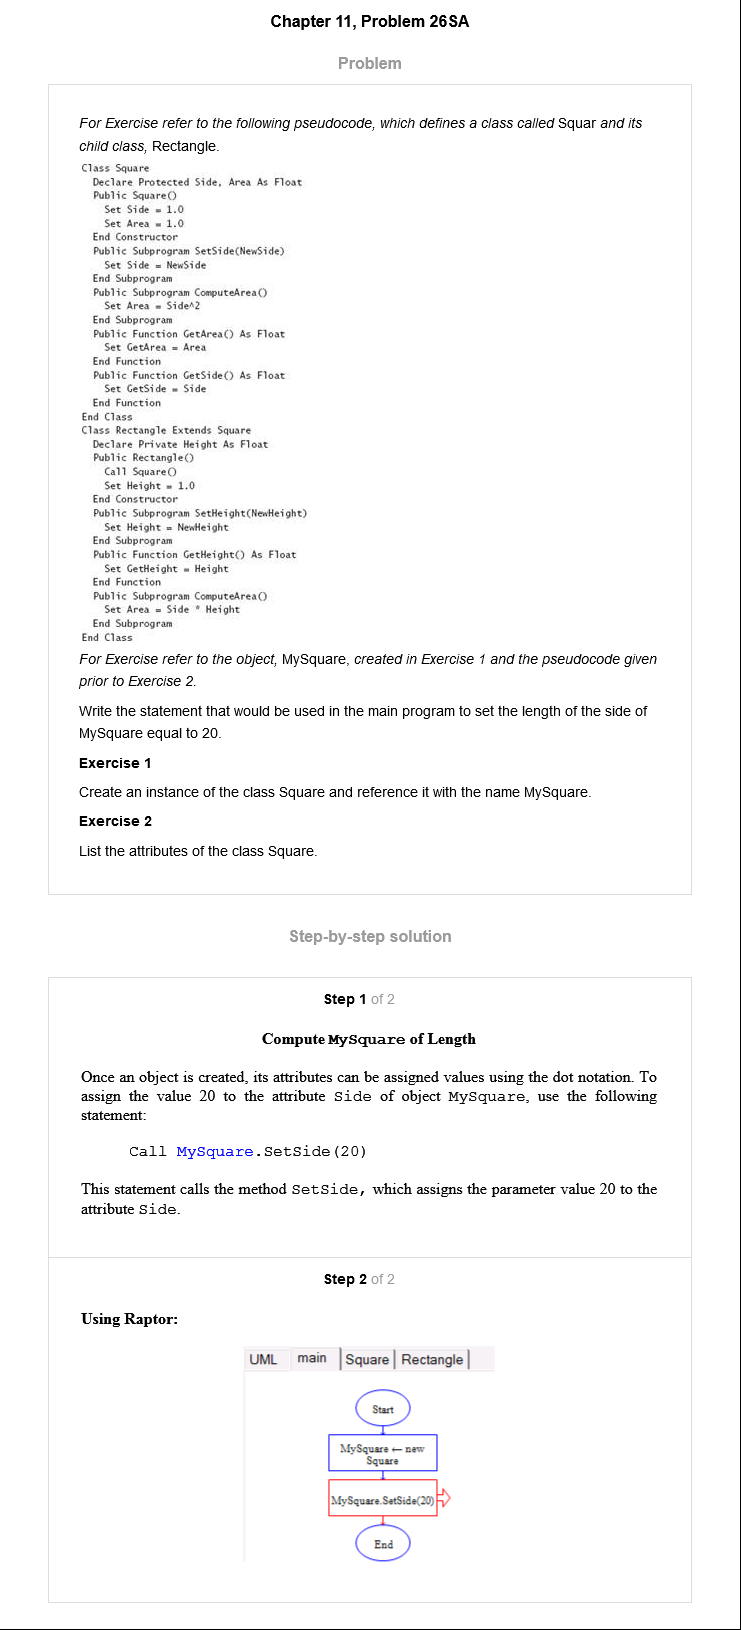 Chapter 11, Problem 26SA
Problem
For Exercise refer to the following pseudocode, which defines a class called Squar and its
child class, Rectangle.
Class Square
Declare Protected Side, Area As Float
Public Square()
Set Side = 1.0
Set Area = 1.0
End Constructor
Public Subprogram SetSide(NewSide)
Set Side = NewSide
End Subprogram
Public Subprogram ComputeArea()
Set Area = Side^2
End Subprogram
Public Function GetArea() As Float
Set GetArea = Area
End Function
Public Function GetSide() As Float
Set GetSide = Side
End Function
End Class
Class Rectangle Extends Square
Declare Private Height As Float
Public Rectangle()
Call Square()
Set Height = 1.0
End Constructor
Public Subprogram SetHeight(NewHeight)
Set Height = NewHeight
End Subprogram
Public Function GetHeight() As Float
Set GetHeight = Height
End Function
Public Subprogram ComputeArea()
Set Area = Side * Height
End Subprogram
End Class
For Exercise refer to the object, MySquare, created in Exercise 1 and the pseudocode given
prior to Exercise 2.
Write the statement that would be used in the main program to set the length of the side of
MySquare equal to 20.
Exercise 1
Create an instance of the class Square and reference it with the name MySquare.
Exercise 2
List the attributes of the class Square.
Step-by-step solution
Step 1 of 2
Compute MySquare of Length
Once an object is created, its attributes can be assigned values using the dot notation. To
assign the value 20 to the attribute Side of object MySquare, use the following
statement:
Call MySquare.SetSide(20)
This statement calls the method SetSide, which assigns the parameter value 20 to the
attribute Side.
Step 2 of 2
Using Raptor:
UML main Square Rectangle
Start
MySquare ← new
Square
MySquare.SetSide(20)
End